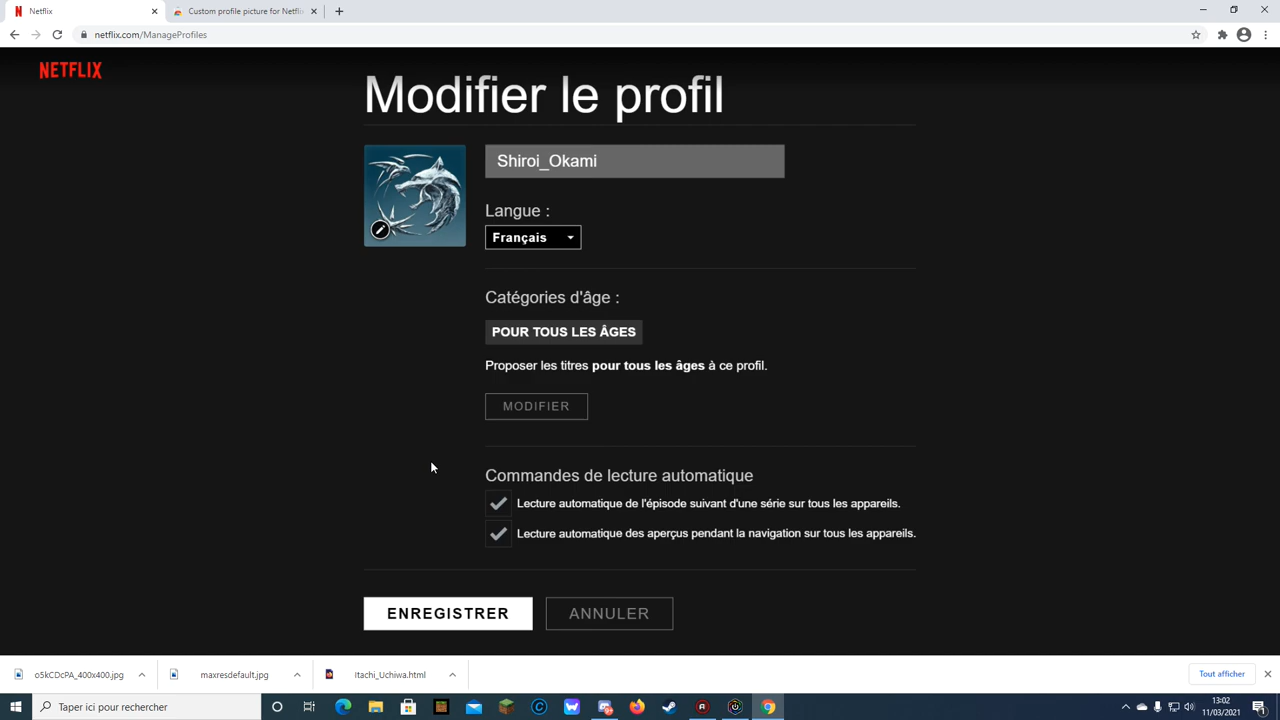 Netflix
Custom profile picture for Netfli
netflix.com/ManageProfiles
NETFLIX
Modifier le profil
Shiroi_Okami
Langue :
Français
Catégories d'âge :
POUR TOUS LES ÂGES
Proposer les titres pour tous les âges à ce profil.
MODIFIER
Commandes de lecture automatique
Lecture automatique de l'épisode suivant d'une série sur tous les appareils.
Lecture automatique des aperçus pendant la navigation sur tous les appareils.
ENREGISTRER
ANNULER
o5kCDcPA_400x400.jpg
maxresdefault.jpg
Itachi_Uchiwa.html
Tout afficher
Taper ici pour rechercher
13:02
11/03/2021